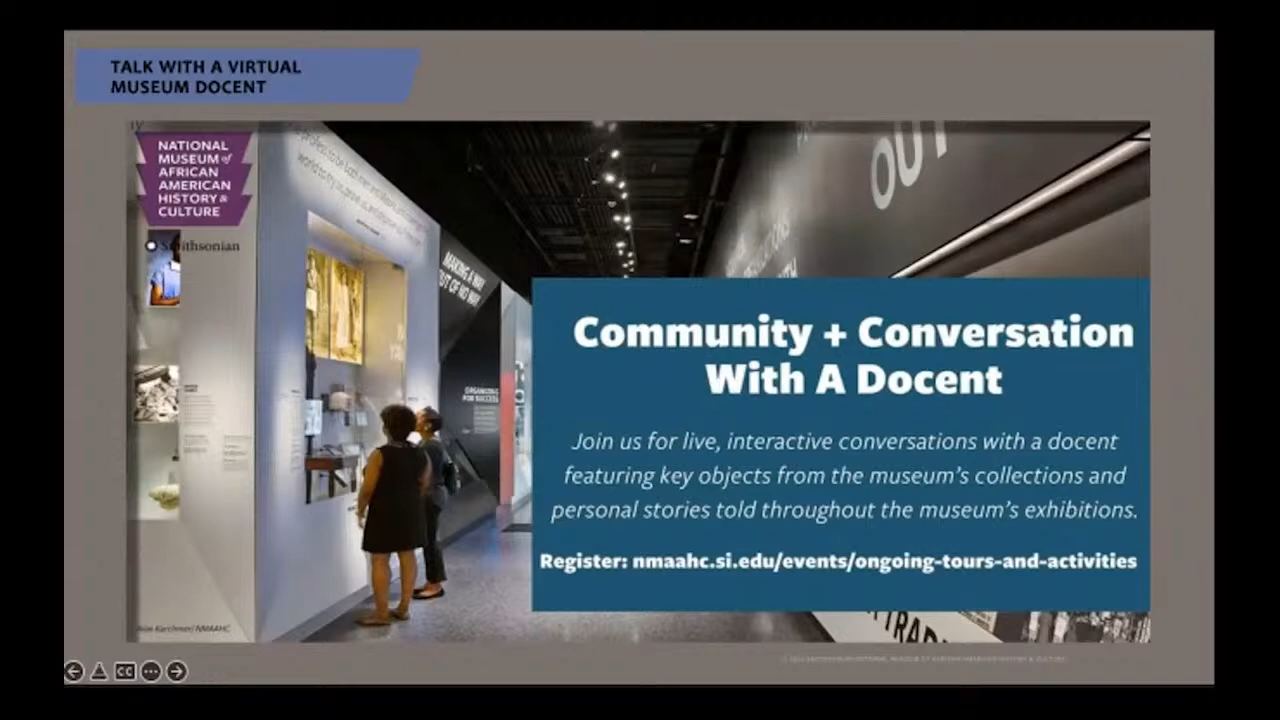 TALK WITH A VIRTUAL
MUSEUM DOCENT
NATIONAL
MUSEUM of
AFRICAN
AMERICAN
HISTORY &
CULTURE
Smithsonian
MAKING A WAY
OUT OF NO WAY
ORGANIZING
FOR SUCCESS
OUT
Community + Conversation
With A Docent
Join us for live, interactive conversations with a docent
featuring key objects from the museum's collections and
personal stories told throughout the museum's exhibitions.
Register: nmaahc.si.edu/events/ongoing-tours-and-activities
Karchmer/ NMAAHC
CC